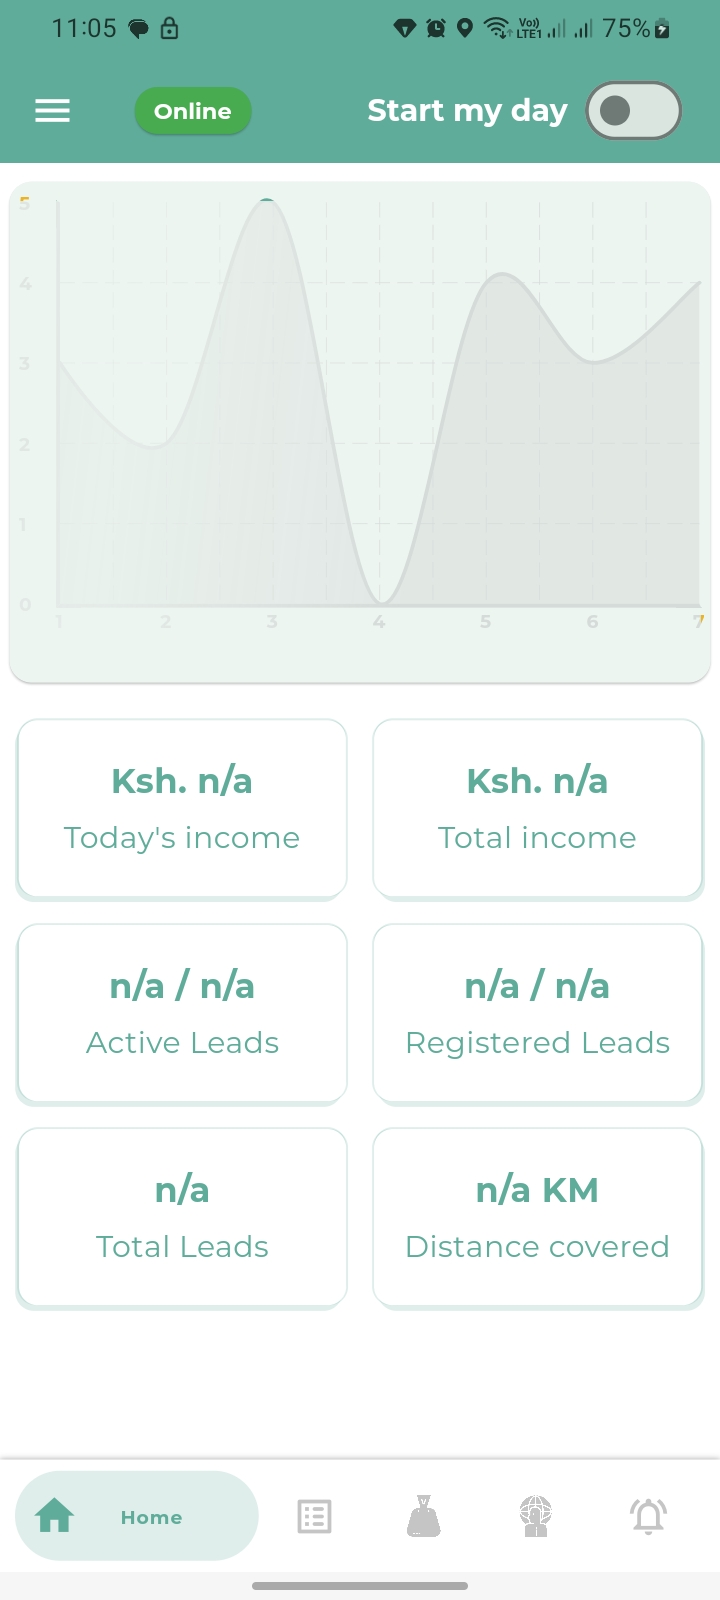 11:05 Vo)) LTE1 75%
Online Start my day
5
4
3
2
1
0
1 2 3 4 5 6 7
Ksh. n/a Ksh. n/a
Today's income Total income
n/a / n/a n/a / n/a
Active Leads Registered Leads
n/a n/a KM
Total Leads Distance covered
Home